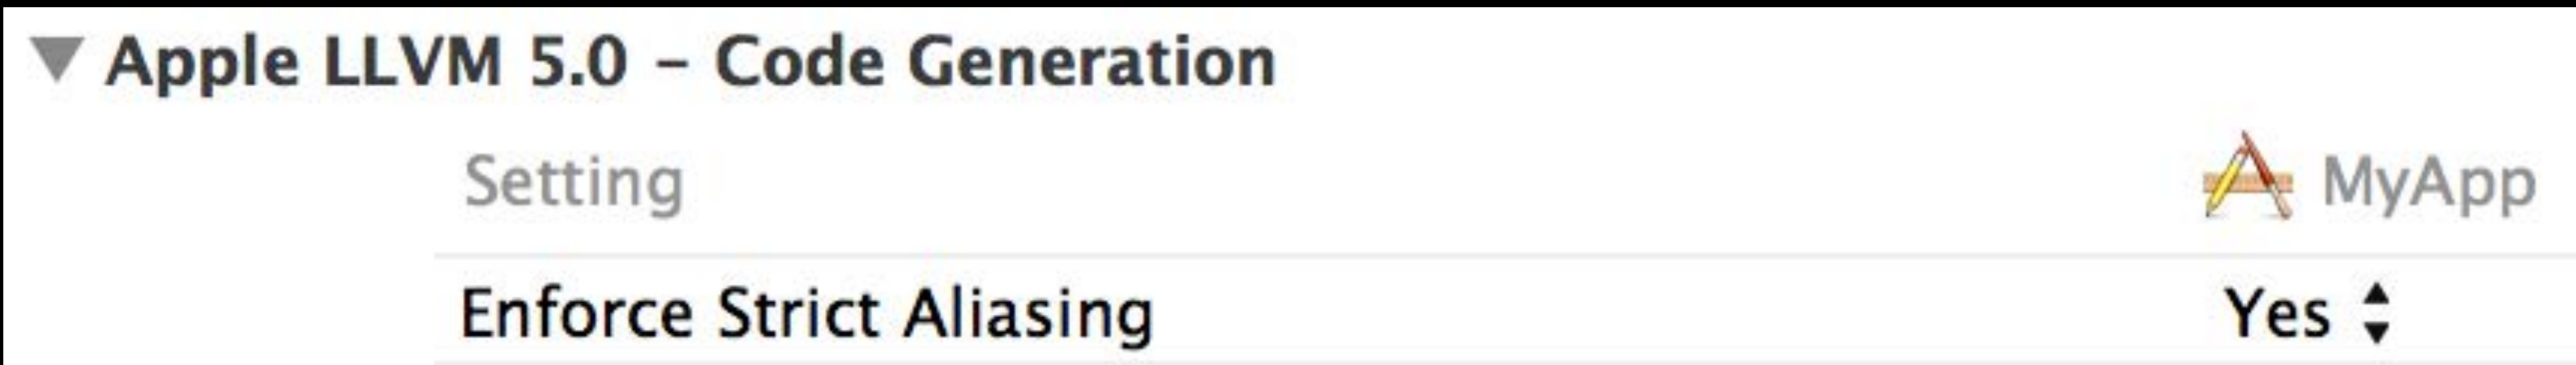 Apple LLVM 5.0 – Code Generation
Setting MyApp
Enforce Strict Aliasing Yes